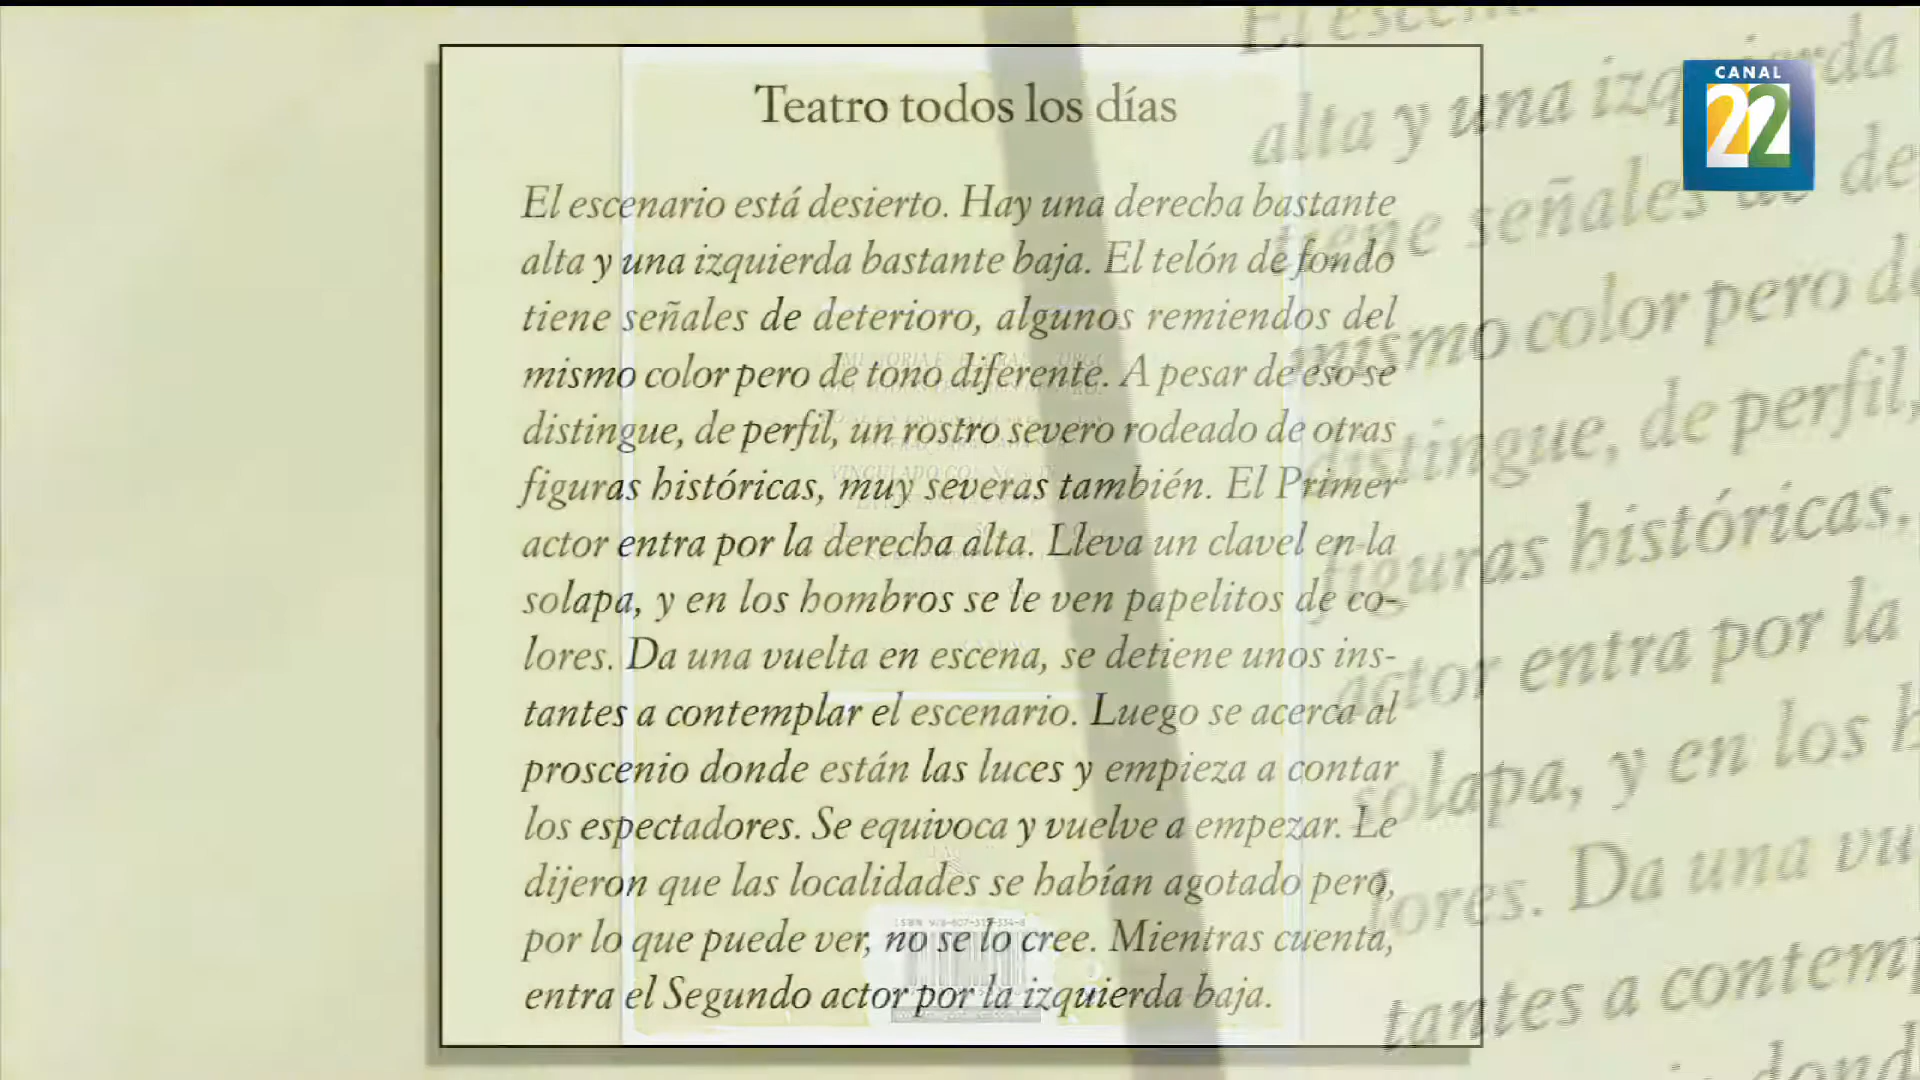 Teatro todos los días
El escenario está desierto. Hay una derecha bastante
alta y una izquierda bastante baja. El telón de fondo
tiene señales de deterioro, algunos remiendos del
mismo color pero de tono diferente. A pesar de eso se
distingue, de perfil, un rostro severo rodeado de otras
figuras históricas, muy severas también. El Primer
actor entra por la derecha alta. Lleva un clavel en la
solapa, y en los hombros se le ven papelitos de co-
lores. Da una vuelta en escena, se detiene unos ins-
tantes a contemplar el escenario. Luego se acerca al
proscenio donde están las luces y empieza a contar
los espectadores. Se equivoca y vuelve a empezar. Le
dijeron que las localidades se habían agotado pero,
por lo que puede ver, no se lo cree. Mientras cuenta,
entra el Segundo actor por la izquierda baja.
CANAL
22
El escen
alta y una izquierda
tiene señales de de
mismo color pero de
distingue, de perfil,
figuras históricas,
actor entra por la
solapa, y en los h
lores. Da una vu
tantes a contemp
dond